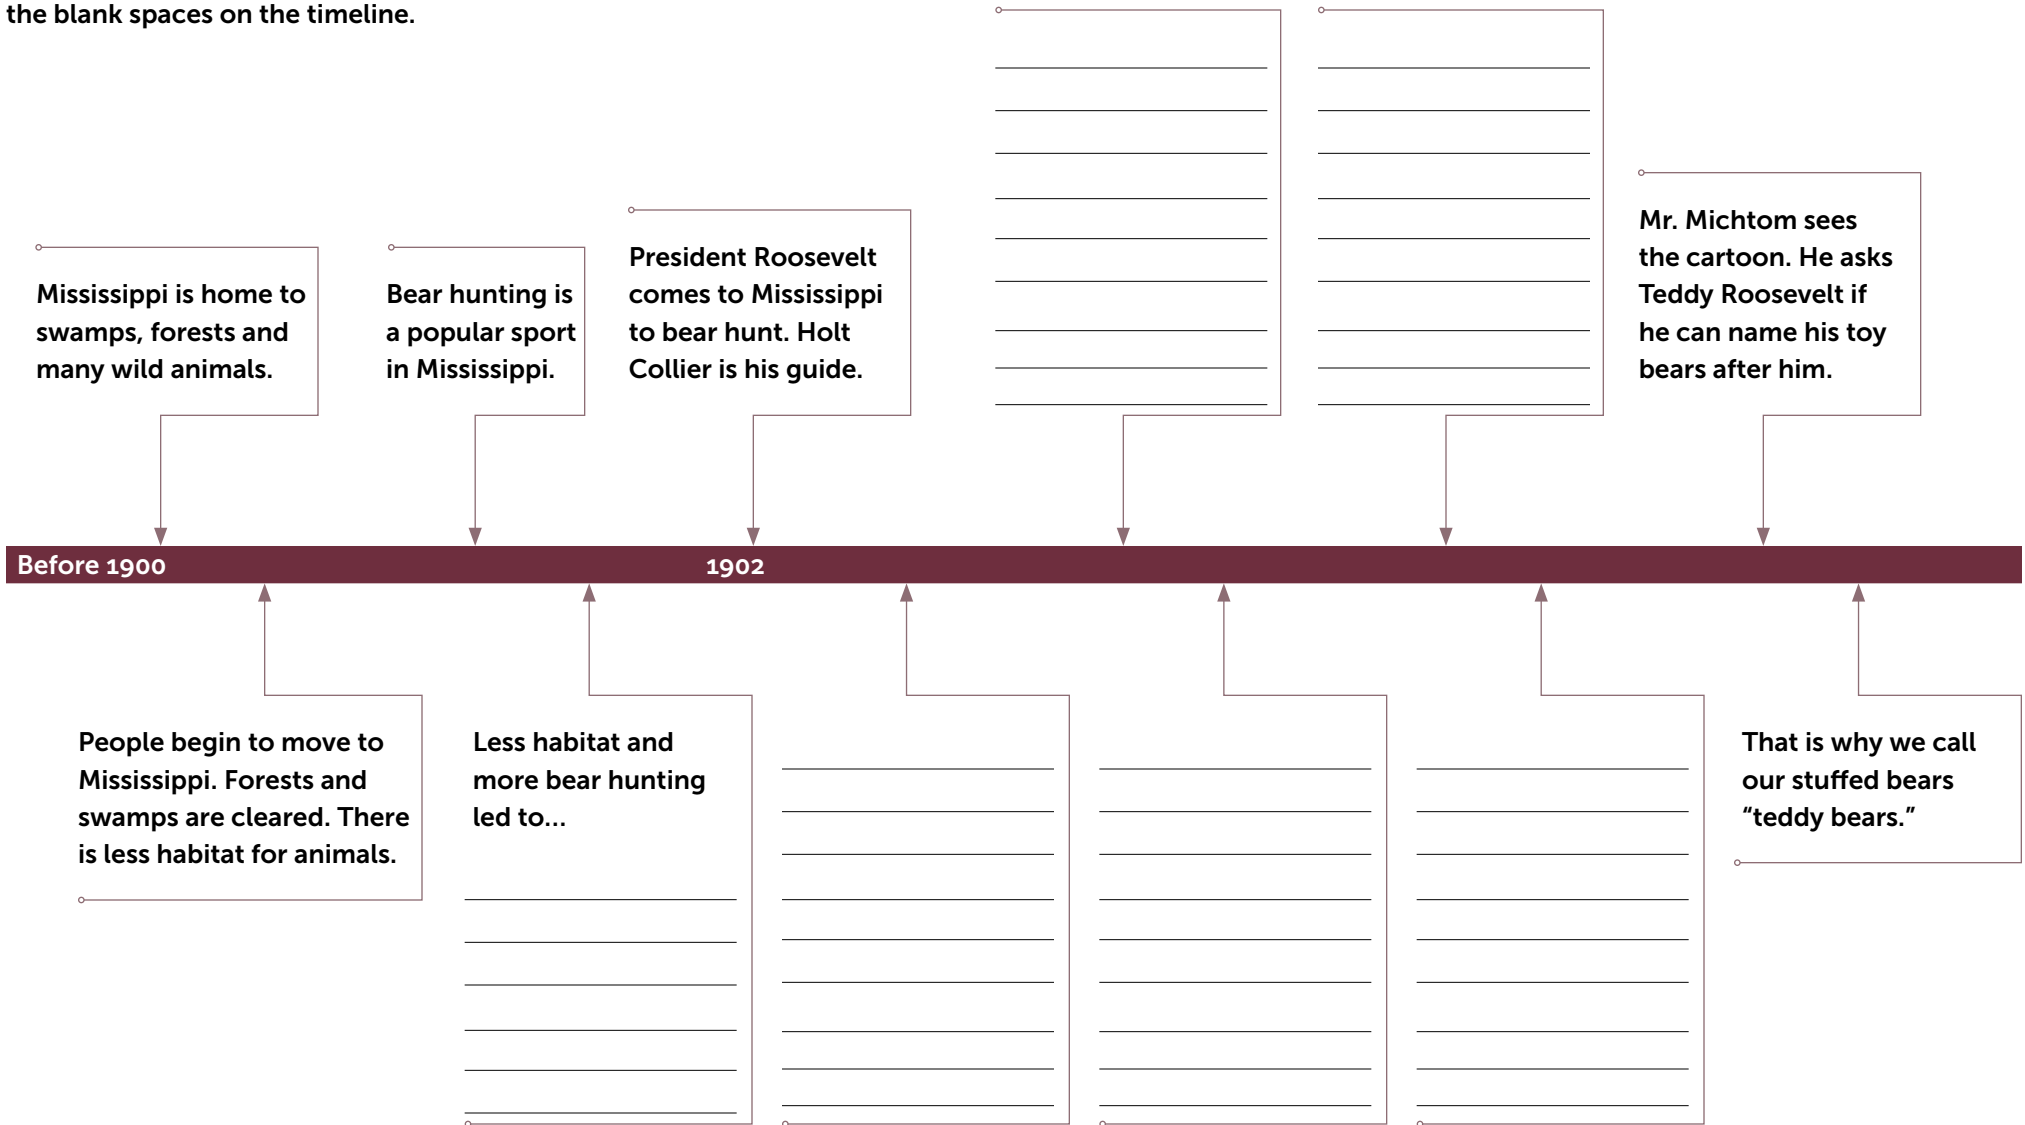 the blank spaces on the timeline.
Mississippi is home to
swamps, forests and
many wild animals.
Bear hunting is
a popular sport
in Mississippi.
President Roosevelt
comes to Mississippi
to bear hunt. Holt
Collier is his guide.
Mr. Michtom sees
the cartoon. He asks
Teddy Roosevelt if
he can name his toy
bears after him.
Before 1900
1902
People begin to move to
Mississippi. Forests and
swamps are cleared. There
is less habitat for animals.
Less habitat and
more bear hunting
led to...
That is why we call
our stuffed bears
“teddy bears.”